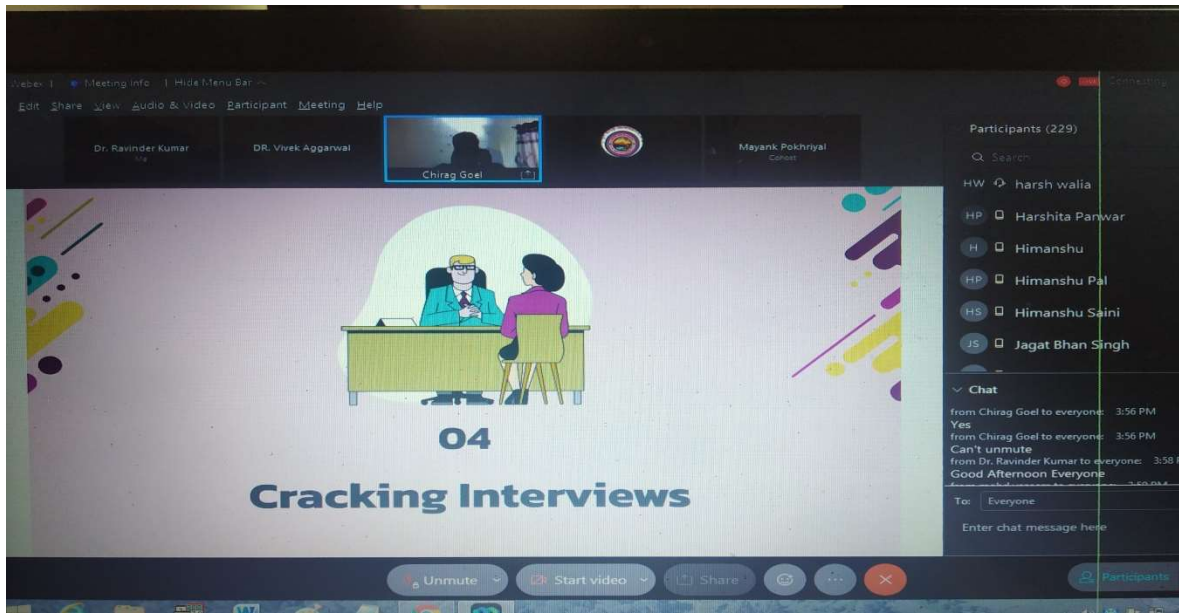 Webex | Meeting Info | Hide Menu Bar
Edit Share View Audio & Video Participant Meeting Help
Connecting
Dr. Ravinder Kumar
Me
DR. Vivek Aggarwal
Chirag Goel
Mayank Pokhriyal
Cohost
04
Cracking Interviews
Participants (229)
Search
HW harsh walia
HP Harshita Panwar
H Himanshu
HP Himanshu Pal
HS Himanshu Saini
JS Jagat Bhan Singh
Chat
from Chirag Goel to everyone: 3:56 PM
Yes
from Chirag Goel to everyone: 3:56 PM
Can't unmute
from Dr. Ravinder Kumar to everyone: 3:58
Good Afternoon Everyone
To: Everyone
Enter chat message here
Unmute
Start video
Share
Participants